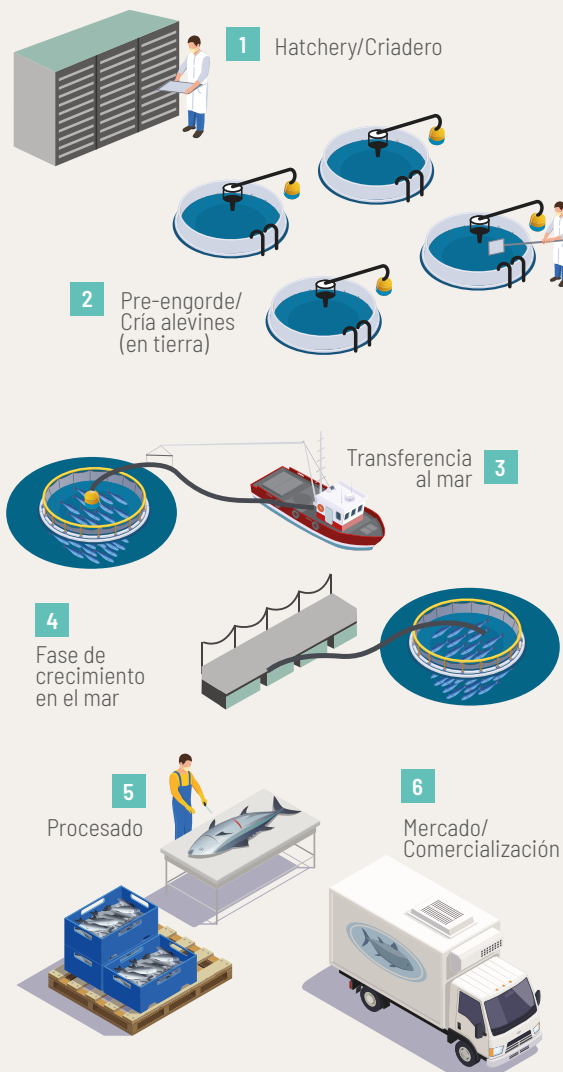 1
Hatchery/Criadero
2
Pre-engorde/
Cría alevines
(en tierra)
Transferencia
al mar
3
4
Fase de
crecimiento
en el mar
5
Procesado
6
Mercado/
Comercialización